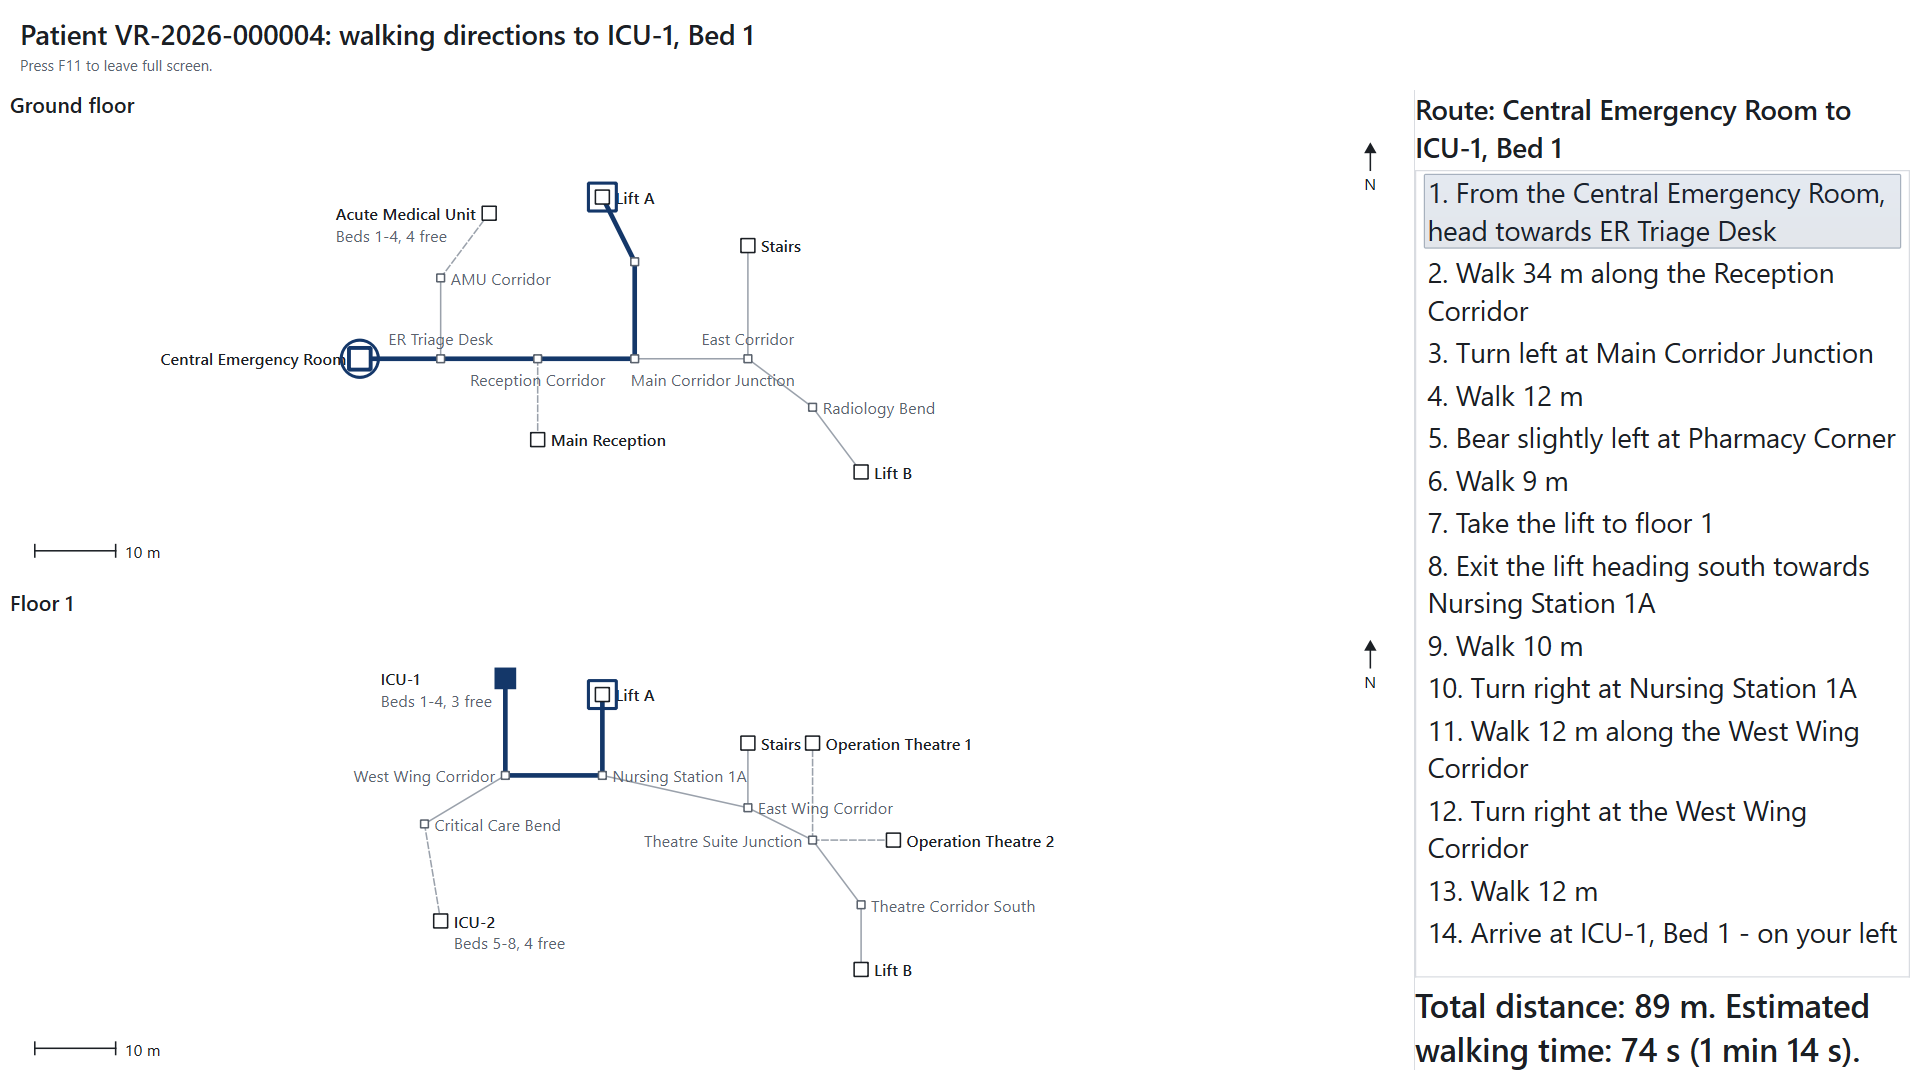 Patient VR-2026-000004: walking directions to ICU-1, Bed 1
Press F11 to leave full screen.
Ground floor
N
Lift A
Acute Medical Unit
Beds 1-4, 4 free
Stairs
AMU Corridor
ER Triage Desk
East Corridor
Central Emergency Room
Reception Corridor
Main Corridor Junction
Radiology Bend
Main Reception
Lift B
10 m
Floor 1
N
ICU-1
Beds 1-4, 3 free
Lift A
Stairs
Operation Theatre 1
West Wing Corridor
Nursing Station 1A
East Wing Corridor
Critical Care Bend
Theatre Suite Junction
Operation Theatre 2
Theatre Corridor South
ICU-2
Beds 5-8, 4 free
Lift B
10 m
Route: Central Emergency Room to
ICU-1, Bed 1
1. From the Central Emergency Room,
head towards ER Triage Desk
2. Walk 34 m along the Reception
Corridor
3. Turn left at Main Corridor Junction
4. Walk 12 m
5. Bear slightly left at Pharmacy Corner
6. Walk 9 m
7. Take the lift to floor 1
8. Exit the lift heading south towards
Nursing Station 1A
9. Walk 10 m
10. Turn right at Nursing Station 1A
11. Walk 12 m along the West Wing
Corridor
12. Turn right at the West Wing
Corridor
13. Walk 12 m
14. Arrive at ICU-1, Bed 1 - on your left
Total distance: 89 m. Estimated
walking time: 74 s (1 min 14 s).